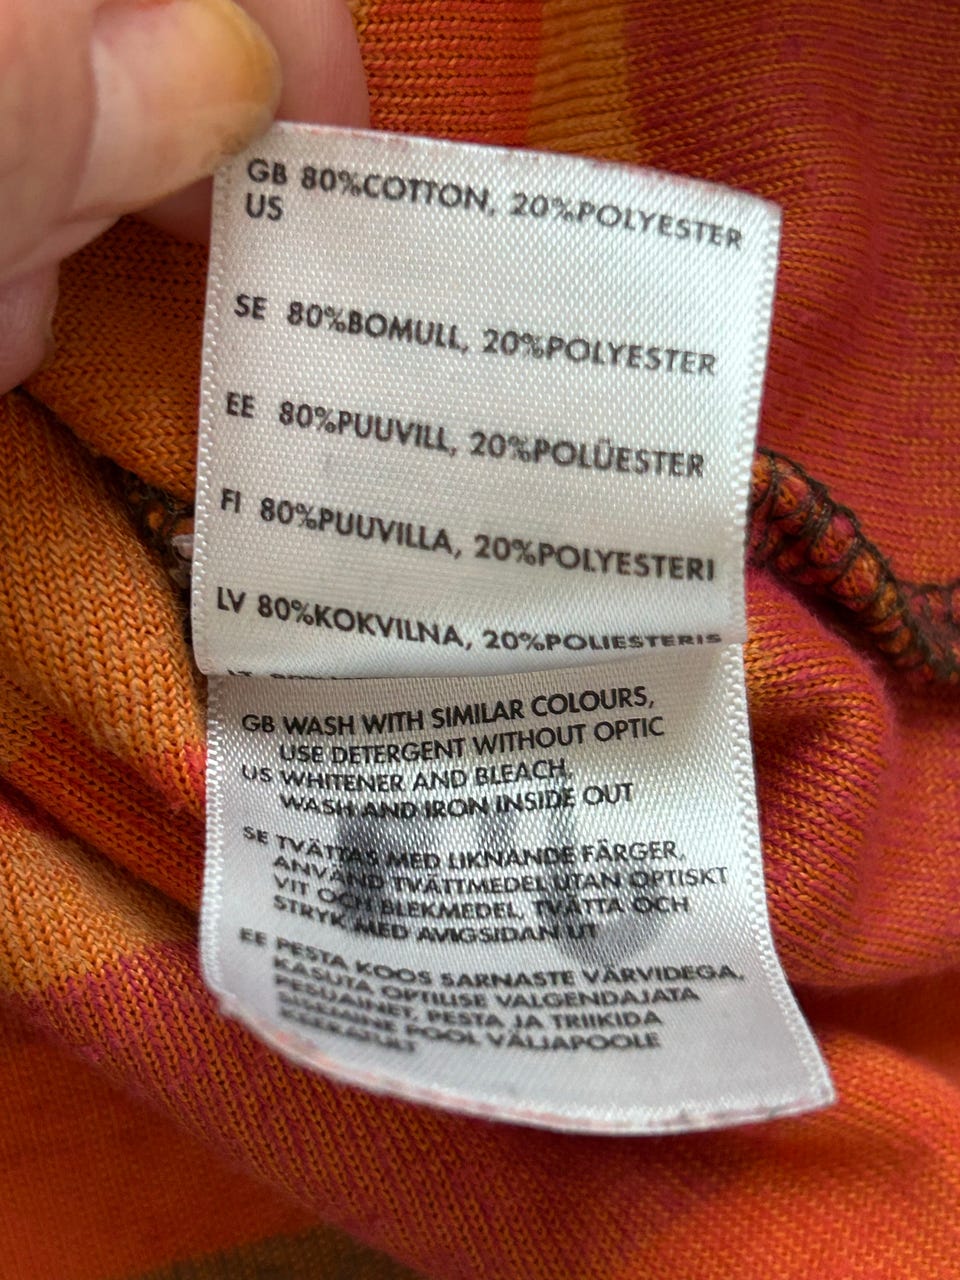 GB 80%COTTON, 20%POLYESTER
US
SE 80%BOMULL, 20%POLYESTER
EE 80%PUUVILL, 20%POLÜESTER
FI 80%PUUVILLA, 20%POLYESTERI
LV 80%KOKVILNA, 20%POLIESTERIS
GB WASH WITH SIMILAR COLOURS,
USE DETERGENT WITHOUT OPTIC
US WHITENER AND BLEACH,
WASH AND IRON INSIDE OUT
SE TVÄTTAS MED LIKNANDE FÄRGER,
ANVÄND TVÄTTMEDEL UTAN OPTISKT
VIT OCH BLEKMEDEL, TVÄTTA OCH
STRYK MED AVIGSIDAN UT
EE PESTA KOOS SARNASTE VÄRVIDEGA,
KASUTA OPTILISE VALGENDAJATA
PESUAINET, PESTA JA TRIIKIDA
SISEMINE POOL VÄLJAPOOLE